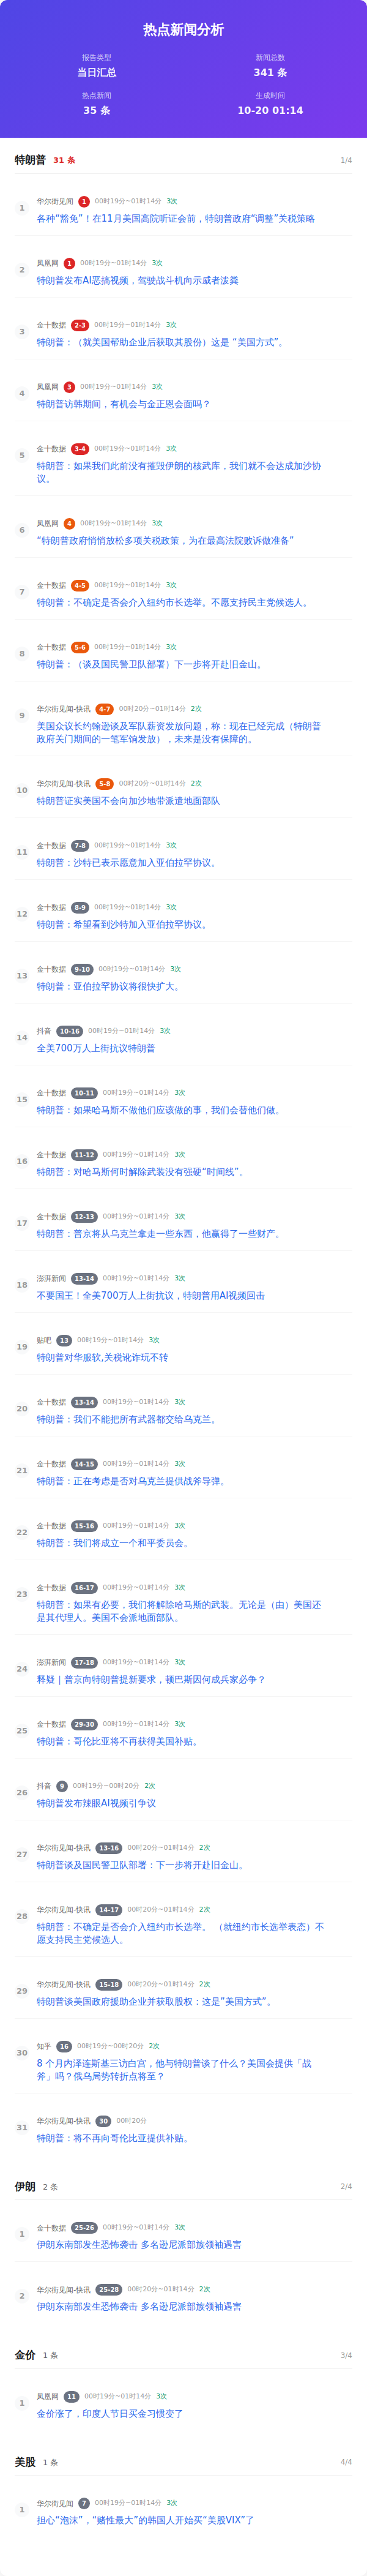 热点新闻分析
报告类型
当日汇总
新闻总数
341 条
热点新闻
35 条
生成时间
10-20 01:14
特朗普 31 条 1/4
1
华尔街见闻 1 00时19分~01时14分 3次
各种“豁免”！在11月美国高院听证会前，特朗普政府“调整”关税策略
2
凤凰网 1 00时19分~01时14分 3次
特朗普发布AI恶搞视频，驾驶战斗机向示威者泼粪
3
金十数据 2-3 00时19分~01时14分 3次
特朗普：（就美国帮助企业后获取其股份）这是 “美国方式”。
4
凤凰网 3 00时19分~01时14分 3次
特朗普访韩期间，有机会与金正恩会面吗？
5
金十数据 3-4 00时19分~01时14分 3次
特朗普：如果我们此前没有摧毁伊朗的核武库，我们就不会达成加沙协
议。
6
凤凰网 4 00时19分~01时14分 3次
“特朗普政府悄悄放松多项关税政策，为在最高法院败诉做准备”
7
金十数据 4-5 00时19分~01时14分 3次
特朗普：不确定是否会介入纽约市长选举。不愿支持民主党候选人。
8
金十数据 5-6 00时19分~01时14分 3次
特朗普：（谈及国民警卫队部署）下一步将开赴旧金山。
9
华尔街见闻-快讯 4-7 00时20分~01时14分 2次
美国众议长约翰逊谈及军队薪资发放问题，称：现在已经完成（特朗普
政府关门期间的一笔军饷发放），未来是没有保障的。
10
华尔街见闻-快讯 5-8 00时20分~01时14分 2次
特朗普证实美国不会向加沙地带派遣地面部队
11
金十数据 7-8 00时19分~01时14分 3次
特朗普：沙特已表示愿意加入亚伯拉罕协议。
12
金十数据 8-9 00时19分~01时14分 3次
特朗普：希望看到沙特加入亚伯拉罕协议。
13
金十数据 9-10 00时19分~01时14分 3次
特朗普：亚伯拉罕协议将很快扩大。
14
抖音 10-16 00时19分~01时14分 3次
全美700万人上街抗议特朗普
15
金十数据 10-11 00时19分~01时14分 3次
特朗普：如果哈马斯不做他们应该做的事，我们会替他们做。
16
金十数据 11-12 00时19分~01时14分 3次
特朗普：对哈马斯何时解除武装没有强硬“时间线”。
17
金十数据 12-13 00时19分~01时14分 3次
特朗普：普京将从乌克兰拿走一些东西，他赢得了一些财产。
18
澎湃新闻 13-14 00时19分~01时14分 3次
不要国王！全美700万人上街抗议，特朗普用AI视频回击
19
贴吧 13 00时19分~01时14分 3次
特朗普对华服软,关税讹诈玩不转
20
金十数据 13-14 00时19分~01时14分 3次
特朗普：我们不能把所有武器都交给乌克兰。
21
金十数据 14-15 00时19分~01时14分 3次
特朗普：正在考虑是否对乌克兰提供战斧导弹。
22
金十数据 15-16 00时19分~01时14分 3次
特朗普：我们将成立一个和平委员会。
23
金十数据 16-17 00时19分~01时14分 3次
特朗普：如果有必要，我们将解除哈马斯的武装。无论是（由）美国还
是其代理人。美国不会派地面部队。
24
澎湃新闻 17-18 00时19分~01时14分 3次
释疑｜普京向特朗普提新要求，顿巴斯因何成兵家必争？
25
金十数据 29-30 00时19分~01时14分 3次
特朗普：哥伦比亚将不再获得美国补贴。
26
抖音 9 00时19分~00时20分 2次
特朗普发布辣眼AI视频引争议
27
华尔街见闻-快讯 13-16 00时20分~01时14分 2次
特朗普谈及国民警卫队部署：下一步将开赴旧金山。
28
华尔街见闻-快讯 14-17 00时20分~01时14分 2次
特朗普：不确定是否会介入纽约市长选举。 （就纽约市长选举表态）不
愿支持民主党候选人。
29
华尔街见闻-快讯 15-18 00时20分~01时14分 2次
特朗普谈美国政府援助企业并获取股权：这是“美国方式”。
30
知乎 16 00时19分~00时20分 2次
8 个月内泽连斯基三访白宫，他与特朗普谈了什么？美国会提供「战
斧」吗？俄乌局势转折点将至？
31
华尔街见闻-快讯 30 00时20分
特朗普：将不再向哥伦比亚提供补贴。
伊朗 2 条 2/4
1
金十数据 25-26 00时19分~01时14分 3次
伊朗东南部发生恐怖袭击 多名逊尼派部族领袖遇害
2
华尔街见闻-快讯 25-28 00时20分~01时14分 2次
伊朗东南部发生恐怖袭击 多名逊尼派部族领袖遇害
金价 1 条 3/4
1
凤凰网 11 00时19分~01时14分 3次
金价涨了，印度人节日买金习惯变了
美股 1 条 4/4
1
华尔街见闻 7 00时19分~01时14分 3次
担心“泡沫”，“赌性最大”的韩国人开始买“美股VIX”了